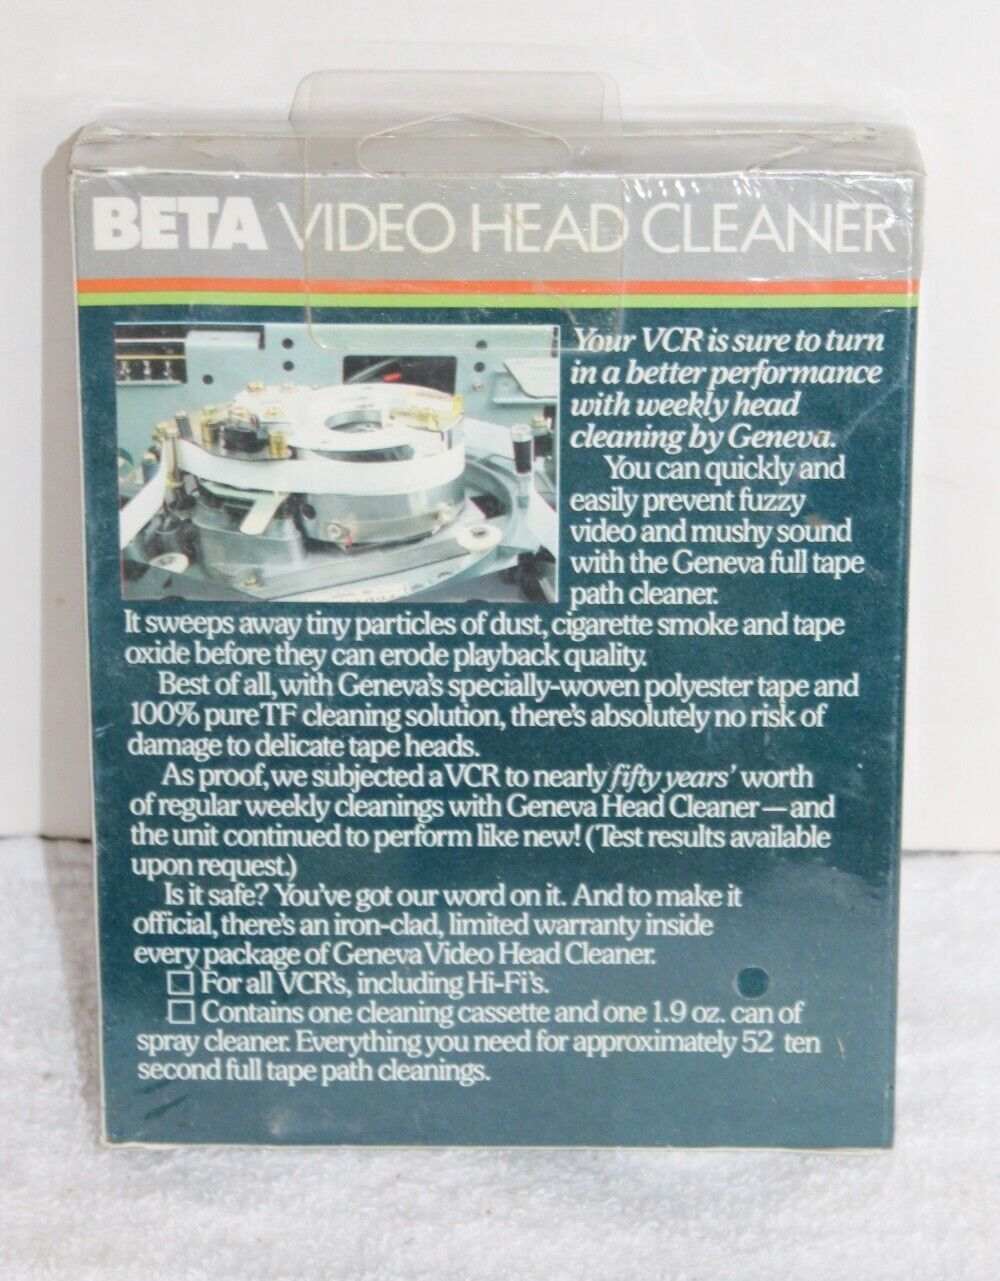 BETA VIDEO HEAD CLEANER
Your VCR is sure to turn
in a better performance
with weekly head
cleaning by Geneva.
You can quickly and
easily prevent fuzzy
video and mushy sound
with the Geneva full tape
path cleaner.
It sweeps away tiny particles of dust, cigarette smoke and tape
oxide before they can erode playback quality.
Best of all, with Geneva's specially-woven polyester tape and
100% pure TF cleaning solution, there's absolutely no risk of
damage to delicate tape heads.
As proof, we subjected a VCR to nearly fifty years' worth
of regular weekly cleanings with Geneva Head Cleaner—and
the unit continued to perform like new! (Test results available
upon request.)
Is it safe? You've got our word on it. And to make it
official, there's an iron-clad, limited warranty inside
every package of Geneva Video Head Cleaner.
☐ For all VCR's, including Hi-Fi's.
☐ Contains one cleaning cassette and one 1.9 oz. can of
spray cleaner. Everything you need for approximately 52 ten
second full tape path cleanings.